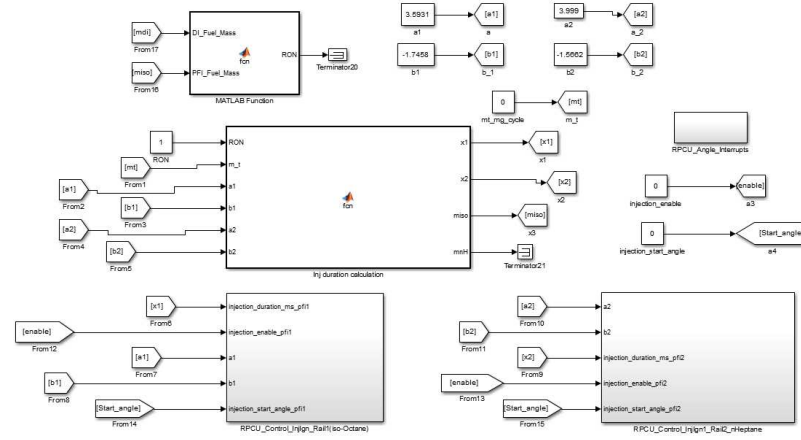 [mdi]
From17
[miso]
From16
DI_Fuel_Mass
PFI_Fuel_Mass
fcn
RON
MATLAB Function
Terminator20
3.5931
a1
[a1]
a
3.999
a2
[a2]
a_2
-1.7458
b1
[b1]
b_1
-1.5662
b2
[b2]
b_2
0
mt_mg_cycle
[mt]
m_t
RPCU_Angle_Interrupts
0
injection_enable
[enable]
a3
0
injection_start_angle
[Start_angle]
a4
1
RON
[mt]
From1
[a1]
From2
[b1]
From3
[a2]
From4
[b2]
From5
RON
m_t
a1
b1
a2
b2
fcn
x1
x2
miso
mnH
Inj duration calculation
[x1]
x1
[x2]
x2
[miso]
x3
Terminator21
[x1]
From6
[enable]
From12
[a1]
From7
[b1]
From8
[Start_angle]
From14
injection_duration_ms_pfi1
injection_enable_pfi1
a1
b1
injection_start_angle_pfi1
RPCU_Control_InjIgn_Rail1(iso-Octane)
[a2]
From10
[b2]
From11
[x2]
From9
[enable]
From13
[Start_angle]
From15
a2
b2
injection_duration_ms_pfi2
injection_enable_pfi2
injection_start_angle_pfi2
RPCU_Control_InjIgn1_Rail2_nHeptane